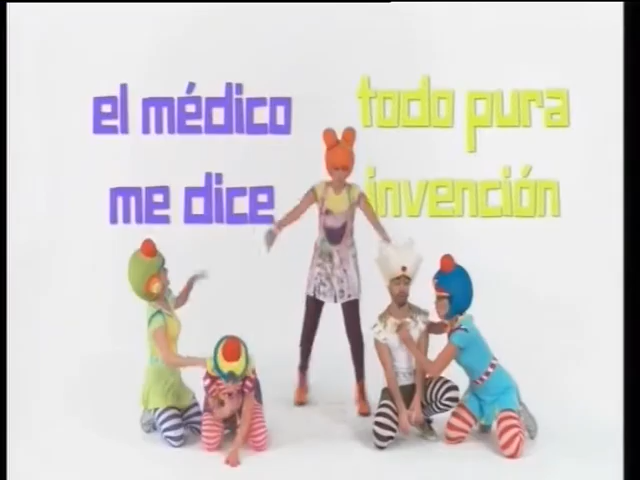 el médico
me dice
todo pura
invención